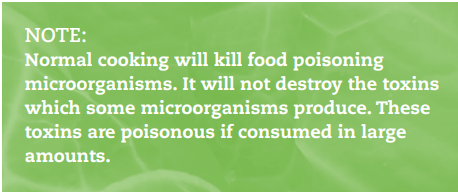 NOTE:
Normal cooking will kill food poisoning
microorganisms. It will not destroy the toxins
which some microorganisms produce. These
toxins are poisonous if consumed in large
amounts.